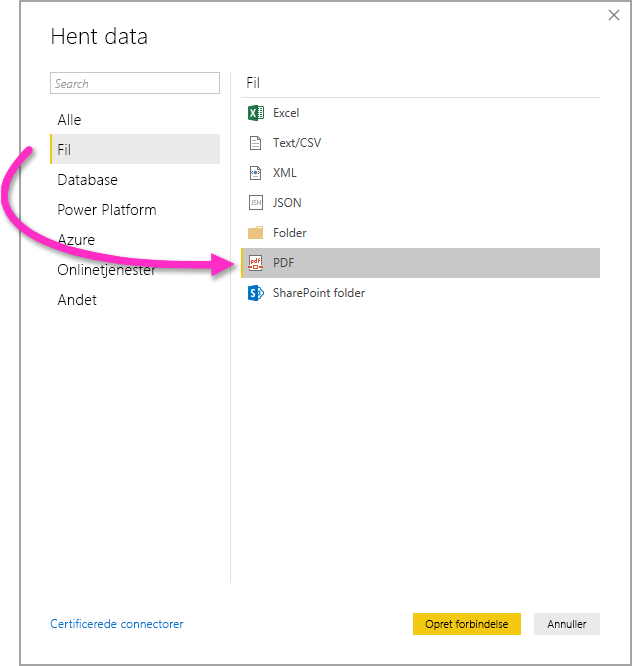 Hent data
Search
Alle
Fil
Database
Power Platform
Azure
Onlinetjenester
Andet
Fil
Excel
Text/CSV
XML
JSON
Folder
PDF
SharePoint folder
Certificerede connectorer
Opret forbindelse
Annuller